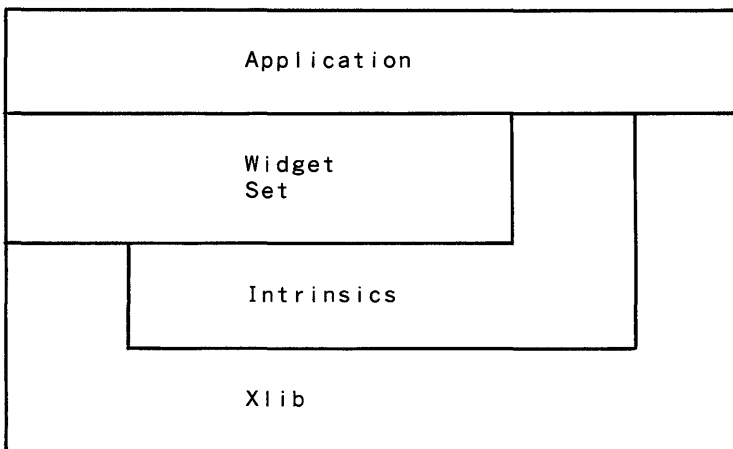 Application
Widget
Set
Intrinsics
Xlib